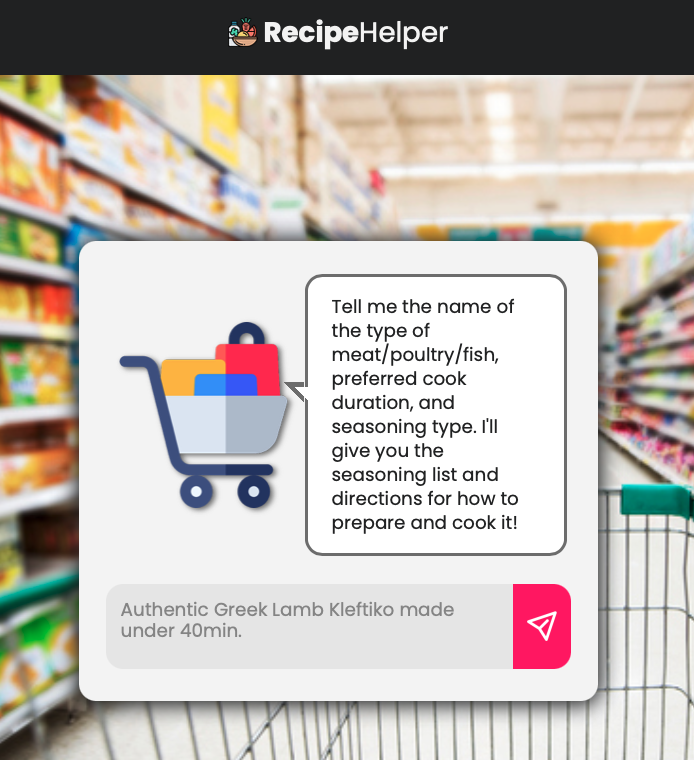 RecipeHelper
Tell me the name of
the type of
meat/poultry/fish,
preferred cook
duration, and
seasoning type. I'll
give you the
seasoning list and
directions for how to
prepare and cook it!
Authentic Greek Lamb Kleftiko made
under 40min.